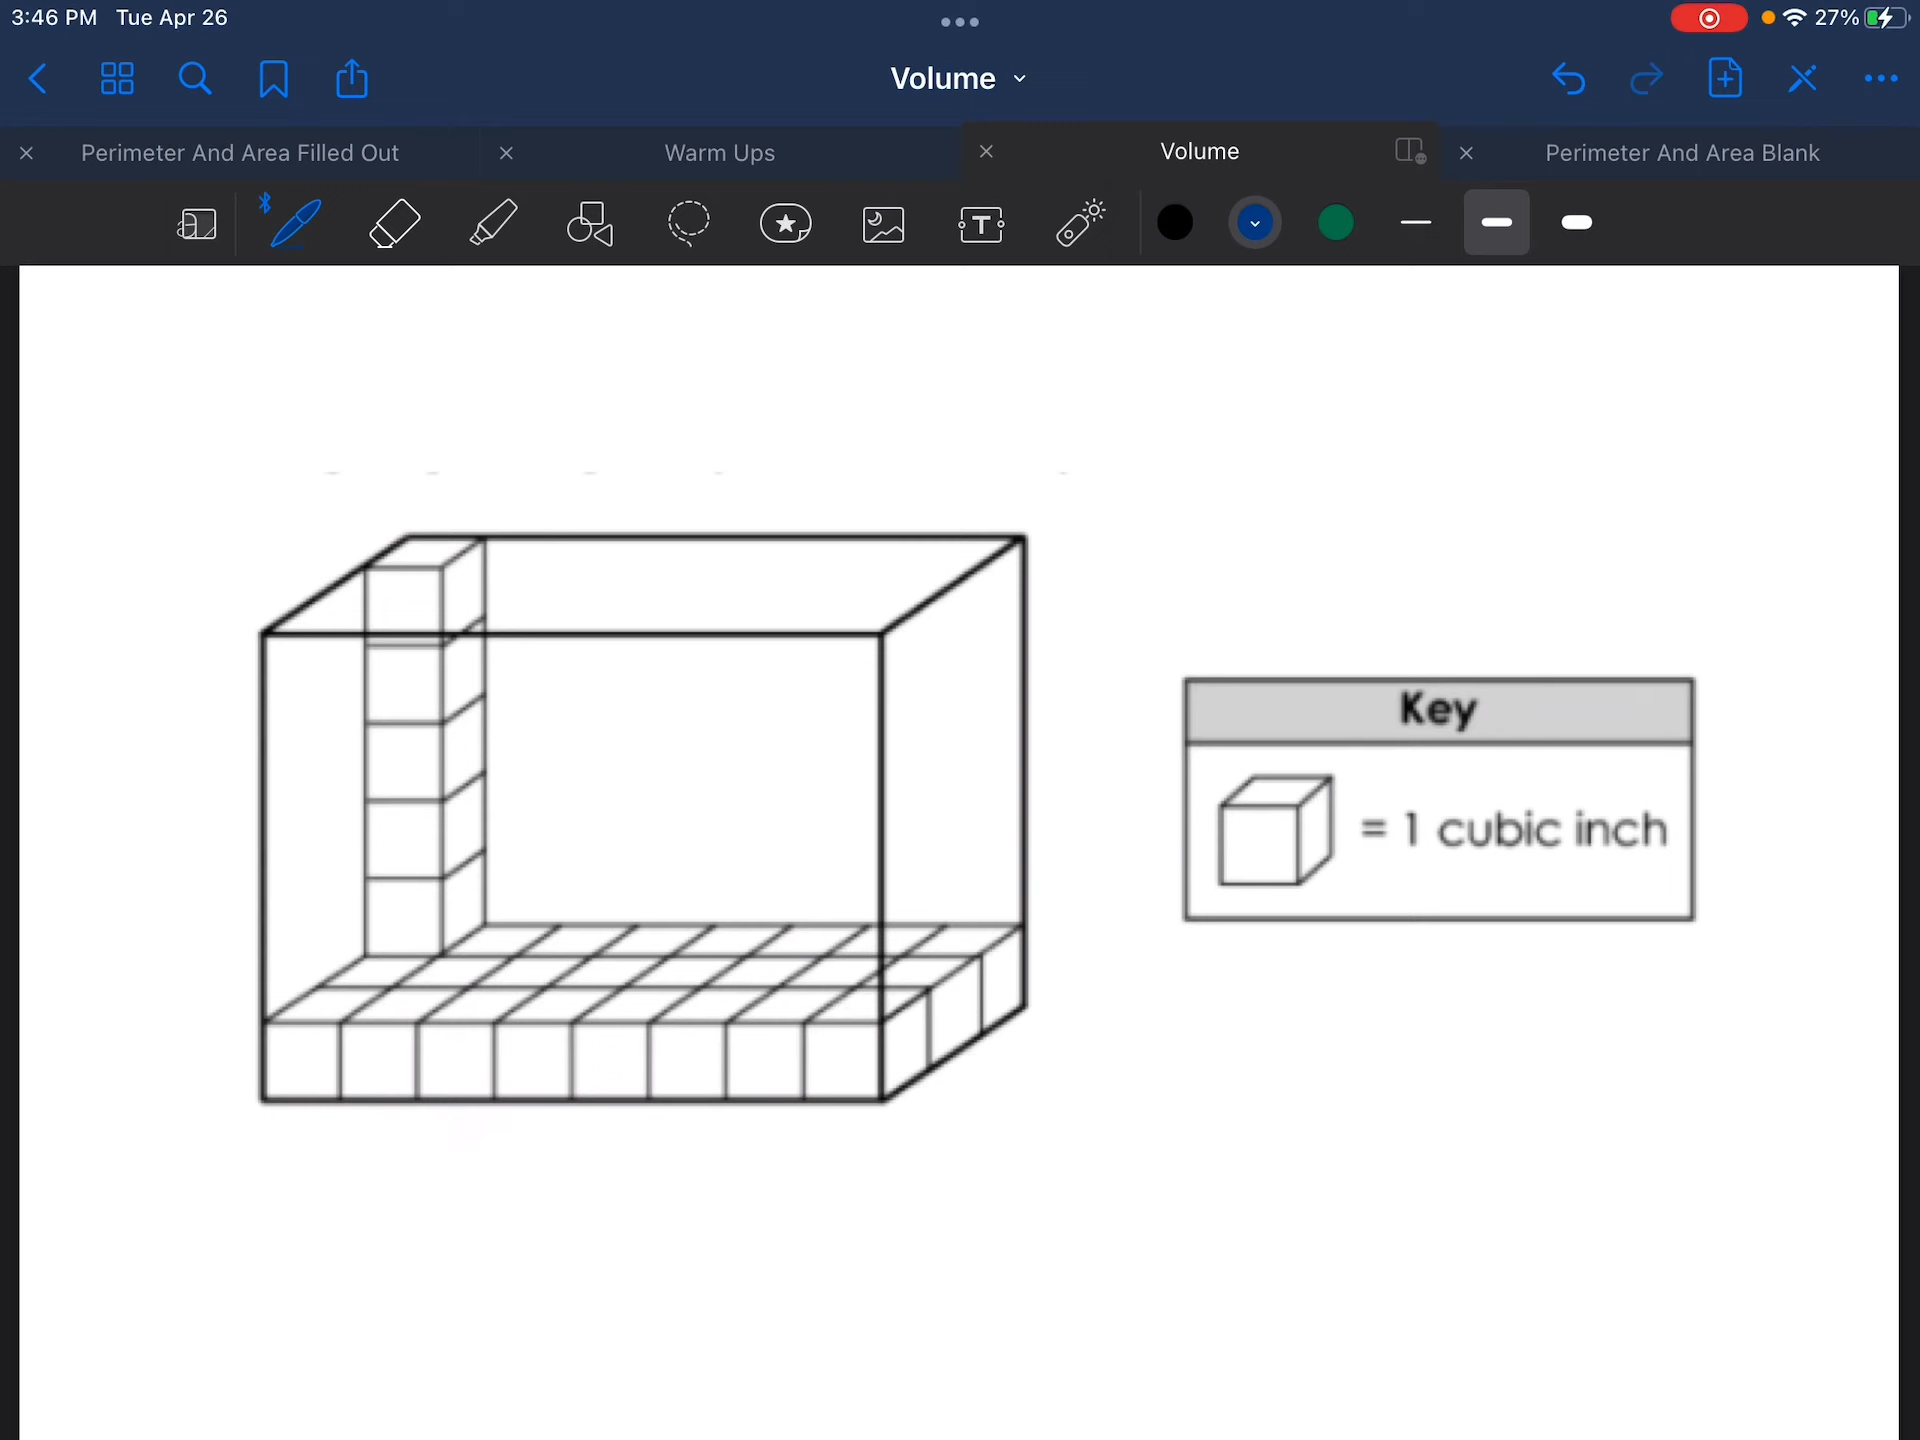 3:46 PM Tue Apr 26
27%
Volume
Perimeter And Area Filled Out
Warm Ups
Volume
Perimeter And Area Blank
T
Key
= 1 cubic inch